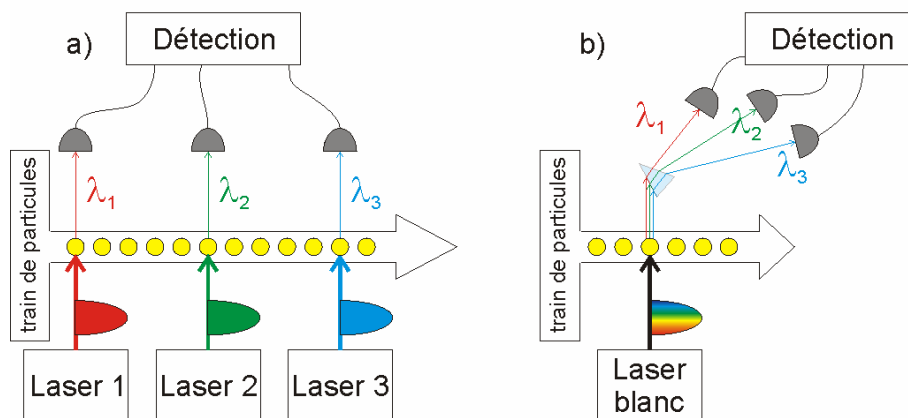 a)
Détection
λ1
λ2
λ3
train de particules
Laser 1
Laser 2
Laser 3
b)
Détection
λ1
λ2
λ3
train de particules
Laser
blanc